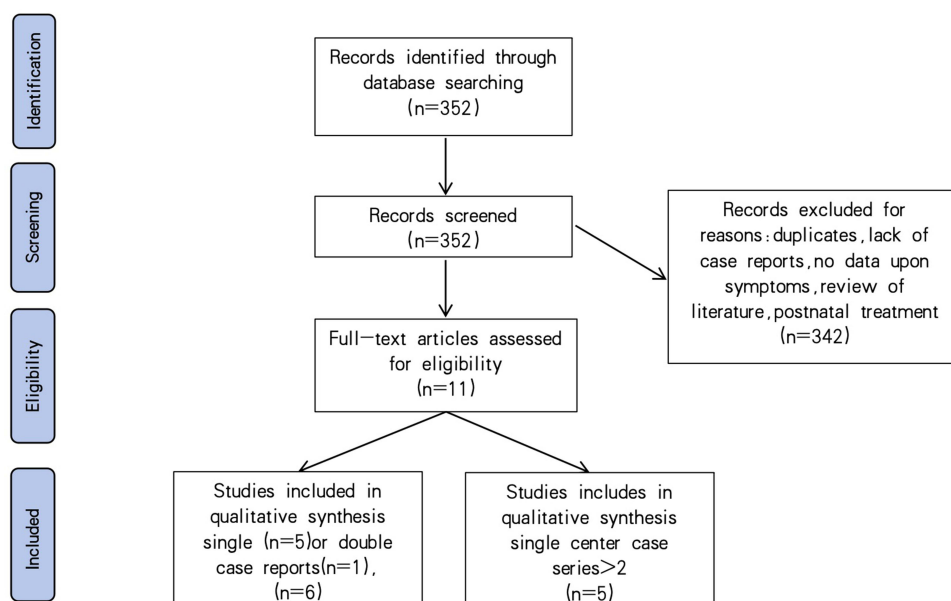 Identification
Records identified through
database searching
(n=352)
Screening
Records screened
(n=352)
Records excluded for
reasons:duplicates,lack of
case reports,no data upon
symptoms,review of
literature,postnatal treatment
(n=342)
Eligibility
Full-text articles assessed
for eligibility
(n=11)
Included
Studies included in
qualitative synthesis
single (n=5)or double
case reports(n=1),
(n=6)
Studies includes in
qualitative synthesis
single center case
series>2
(n=5)